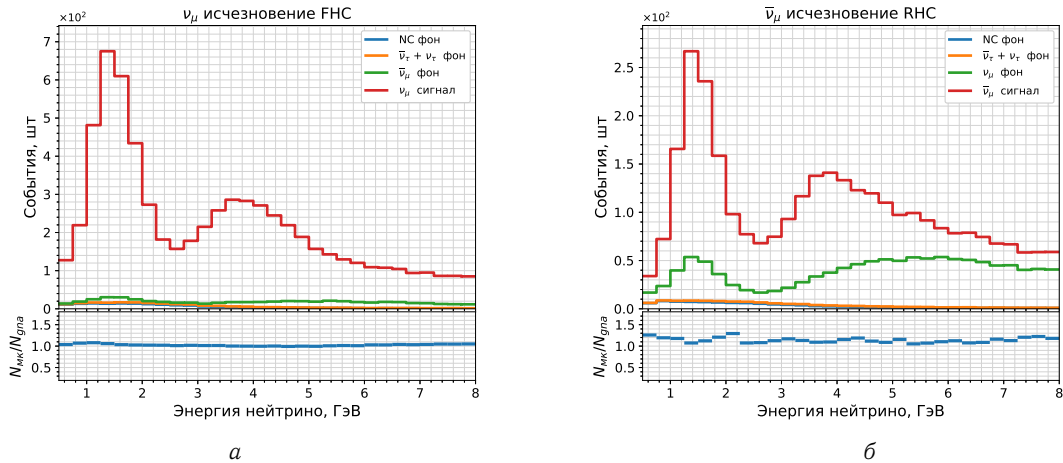 ν_μ исчезновение FHC
×10²
События, шт
7
6
5
4
3
2
1
0
NC фон
ν̅_τ + ν_τ фон
ν̅_μ фон
ν_μ сигнал
N_мк/N_gпа
1.5
1.0
0.5
1 2 3 4 5 6 7 8
Энергия нейтрино, ГэВ
а
ν̅_μ исчезновение RHC
×10²
События, шт
2.5
2.0
1.5
1.0
0.5
0.0
NC фон
ν̅_τ + ν_τ фон
ν_μ фон
ν̅_μ сигнал
N_мк/N_gпа
1.5
1.0
0.5
1 2 3 4 5 6 7 8
Энергия нейтрино, ГэВ
б